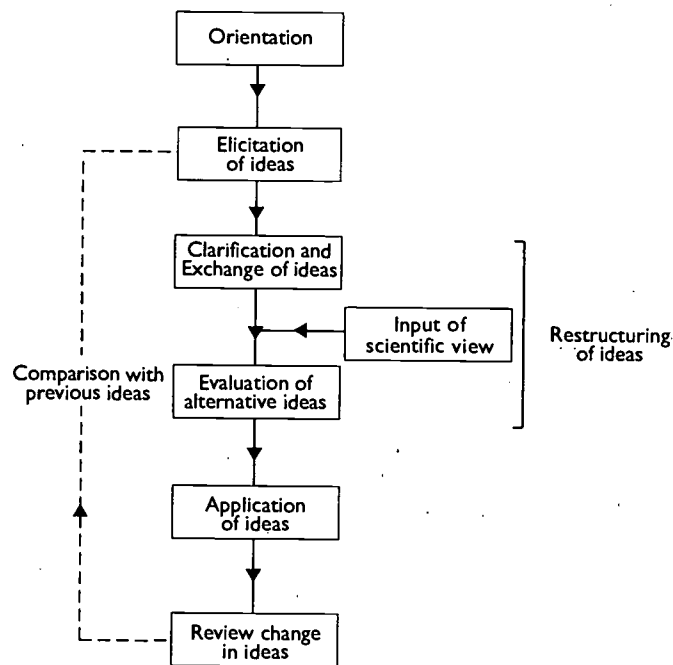 Orientation
Elicitation
of ideas
Clarification and
Exchange of ideas
Input of
scientific view
Restructuring
of ideas
Comparison with
previous ideas
Evaluation of
alternative ideas
Application
of ideas
Review change
in ideas